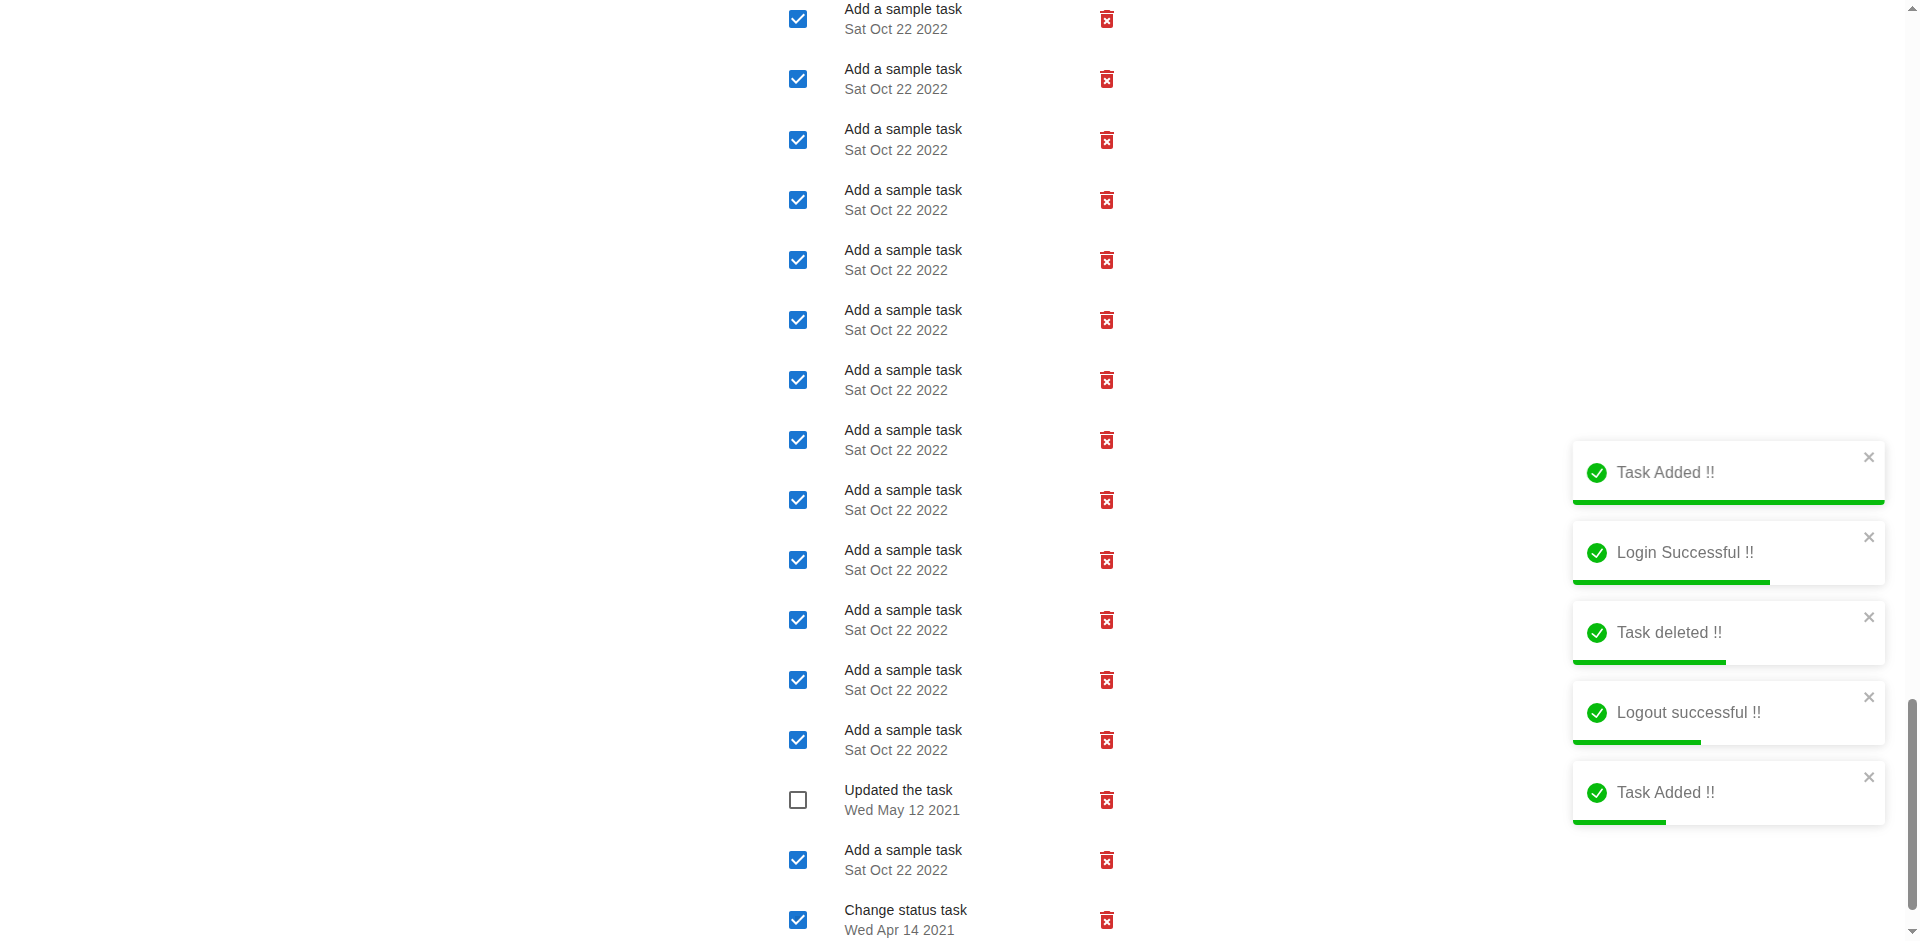 Add a sample task
Sat Oct 22 2022
Add a sample task
Sat Oct 22 2022
Add a sample task
Sat Oct 22 2022
Add a sample task
Sat Oct 22 2022
Add a sample task
Sat Oct 22 2022
Add a sample task
Sat Oct 22 2022
Add a sample task
Sat Oct 22 2022
Add a sample task
Sat Oct 22 2022
Add a sample task
Sat Oct 22 2022
Add a sample task
Sat Oct 22 2022
Add a sample task
Sat Oct 22 2022
Add a sample task
Sat Oct 22 2022
Add a sample task
Sat Oct 22 2022
Updated the task
Wed May 12 2021
Add a sample task
Sat Oct 22 2022
Change status task
Wed Apr 14 2021
Task Added !!
Login Successful !!
Task deleted !!
Logout successful !!
Task Added !!